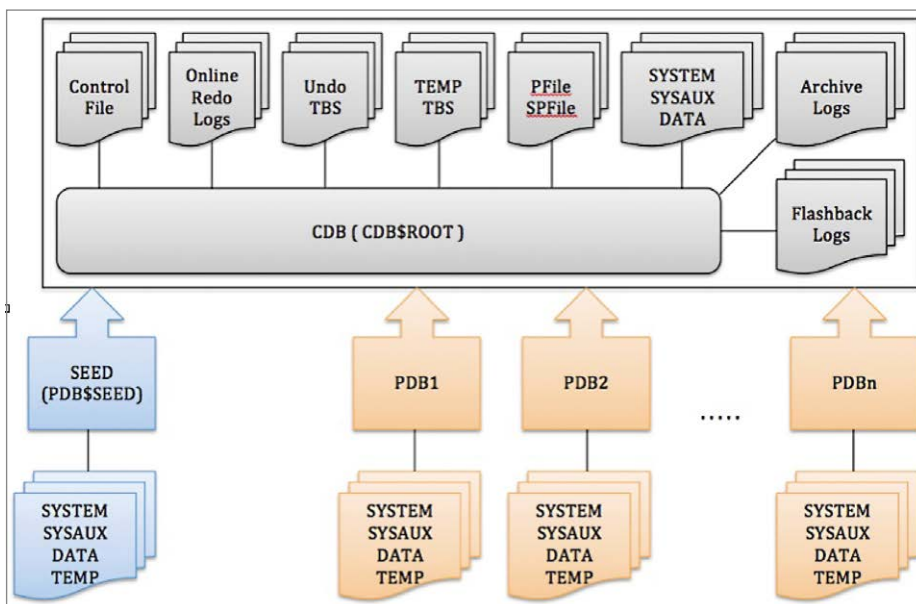 Control
File
Online
Redo
Logs
Undo
TBS
TEMP
TBS
PFile
SPFile
SYSTEM
SYSAUX
DATA
Archive
Logs
CDB ( CDB$ROOT )
Flashback
Logs
SEED
(PDB$SEED)
PDB1
PDB2
.....
PDBn
SYSTEM
SYSAUX
DATA
TEMP
SYSTEM
SYSAUX
DATA
TEMP
SYSTEM
SYSAUX
DATA
TEMP
SYSTEM
SYSAUX
DATA
TEMP